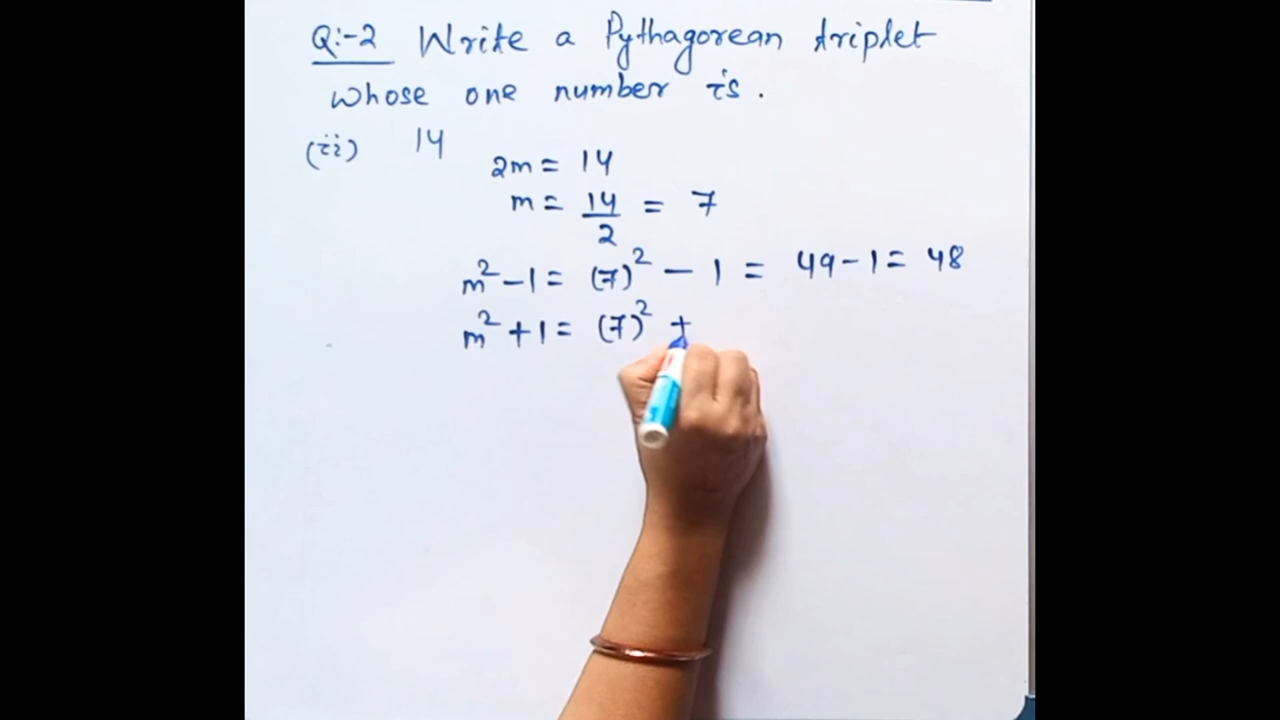 Q:-2 Write a Pythagorean triplet
whose one number is .
(ii) 14
2m = 14
m = 14/2 = 7
m² - 1 = (7)² - 1 = 49 - 1 = 48
m² + 1 = (7)² +